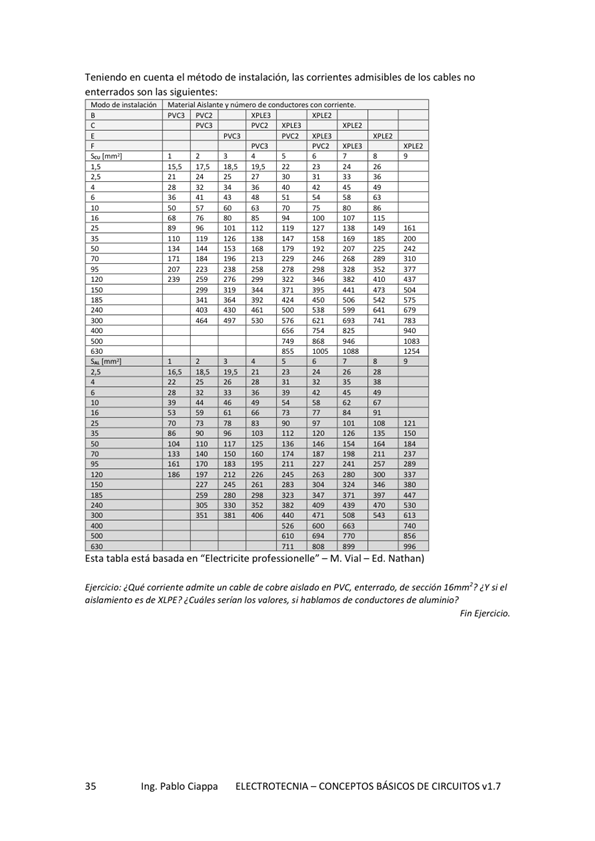 Teniendo en cuenta el método de instalación, las corrientes admisibles de los cables no
enterrados son las siguientes:
Modo de instalación Material Aislante y número de conductores con corriente.
B PVC3 PVC2 XPLE3 XPLE2
C PVC3 PVC2 XPLE3 XPLE2
E PVC3 PVC2 XPLE3 XPLE2
F PVC3 PVC2 XPLE3 XPLE2
SCU [mm²] 1 2 3 4 5 6 7 8 9
1,5 15,5 17,5 18,5 19,5 22 23 24 26
2,5 21 24 25 27 30 31 33 36
4 28 32 34 36 40 42 45 49
6 36 41 43 48 51 54 58 63
10 50 57 60 63 70 75 80 86
16 68 76 80 85 94 100 107 115
25 89 96 101 112 119 127 138 149 161
35 110 119 126 138 147 158 169 185 200
50 134 144 153 168 179 192 207 225 242
70 171 184 196 213 229 246 268 289 310
95 207 223 238 258 278 298 328 352 377
120 239 259 276 299 322 346 382 410 437
150 299 319 344 371 395 441 473 504
185 341 364 392 424 450 506 542 575
240 403 430 461 500 538 599 641 679
300 464 497 530 576 621 693 741 783
400 656 754 825 940
500 749 868 946 1083
630 855 1005 1088 1254
SAL [mm²] 1 2 3 4 5 6 7 8 9
2,5 16,5 18,5 19,5 21 23 24 26 28
4 22 25 26 28 31 32 35 38
6 28 32 33 36 39 42 45 49
10 39 44 46 49 54 58 62 67
16 53 59 61 66 73 77 84 91
25 70 73 78 83 90 97 101 108 121
35 86 90 96 103 112 120 126 135 150
50 104 110 117 125 136 146 154 164 184
70 133 140 150 160 174 187 198 211 237
95 161 170 183 195 211 227 241 257 289
120 186 197 212 226 245 263 280 300 337
150 227 245 261 283 304 324 346 380
185 259 280 298 323 347 371 397 447
240 305 330 352 382 409 439 470 530
300 351 381 406 440 471 508 543 613
400 526 600 663 740
500 610 694 770 856
630 711 808 899 996
Esta tabla está basada en “Electricite professionelle” – M. Vial – Ed. Nathan)
Ejercicio: ¿Qué corriente admite un cable de cobre aislado en PVC, enterrado, de sección 16mm²? ¿Y si el
aislamiento es de XLPE? ¿Cuáles serían los valores, si hablamos de conductores de aluminio?
Fin Ejercicio.
35 Ing. Pablo Ciappa ELECTROTECNIA – CONCEPTOS BÁSICOS DE CIRCUITOS v1.7